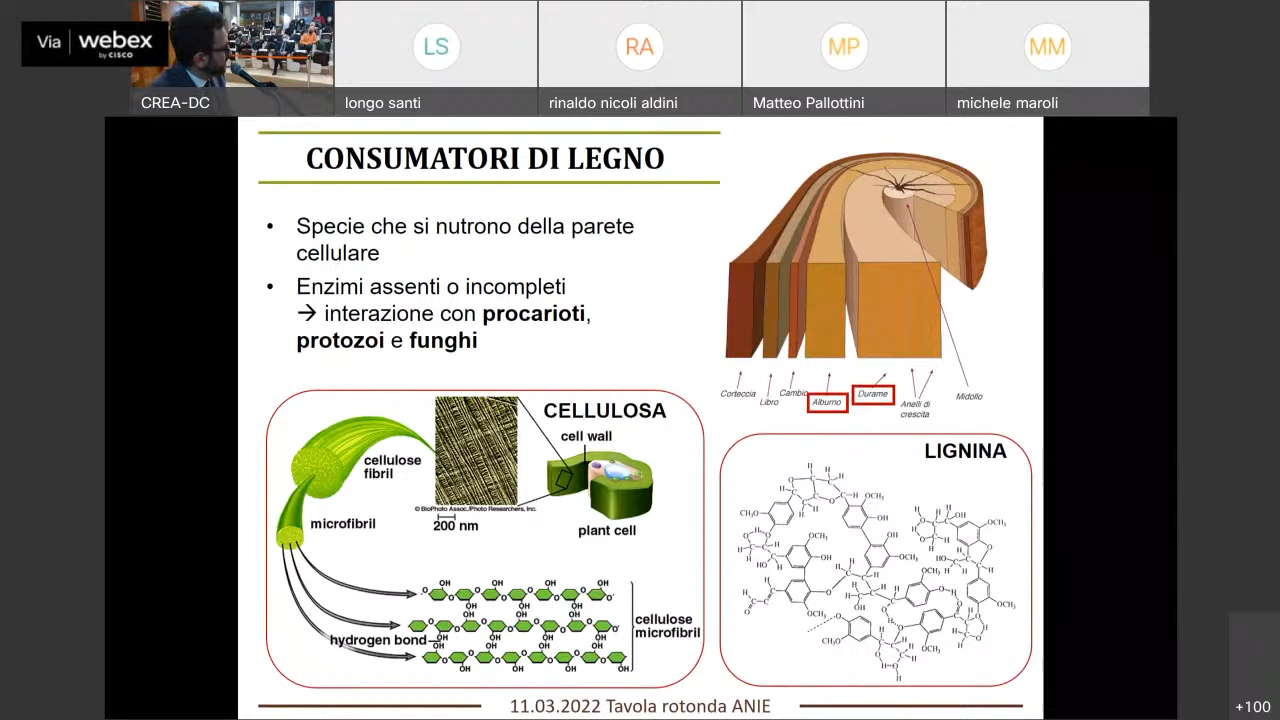 Via webex
by CISCO
LS
RA
MP
MM
CREA-DC
longo santi
rinaldo nicoli aldini
Matteo Pallottini
michele maroli
CONSUMATORI DI LEGNO
• Specie che si nutrono della parete
cellulare
• Enzimi assenti o incompleti
→ interazione con procarioti,
protozoi e funghi
Corteccia
Libro
Cambio
Alburno
Durame
Anelli di
crescita
Midollo
CELLULOSA
cell wall
cellulose
fibril
© BioPhoto Assoc./Photo Researchers, Inc.
microfibril
200 nm
plant cell
hydrogen bond
cellulose
microfibril
LIGNINA
11.03.2022 Tavola rotonda ANIE
+100